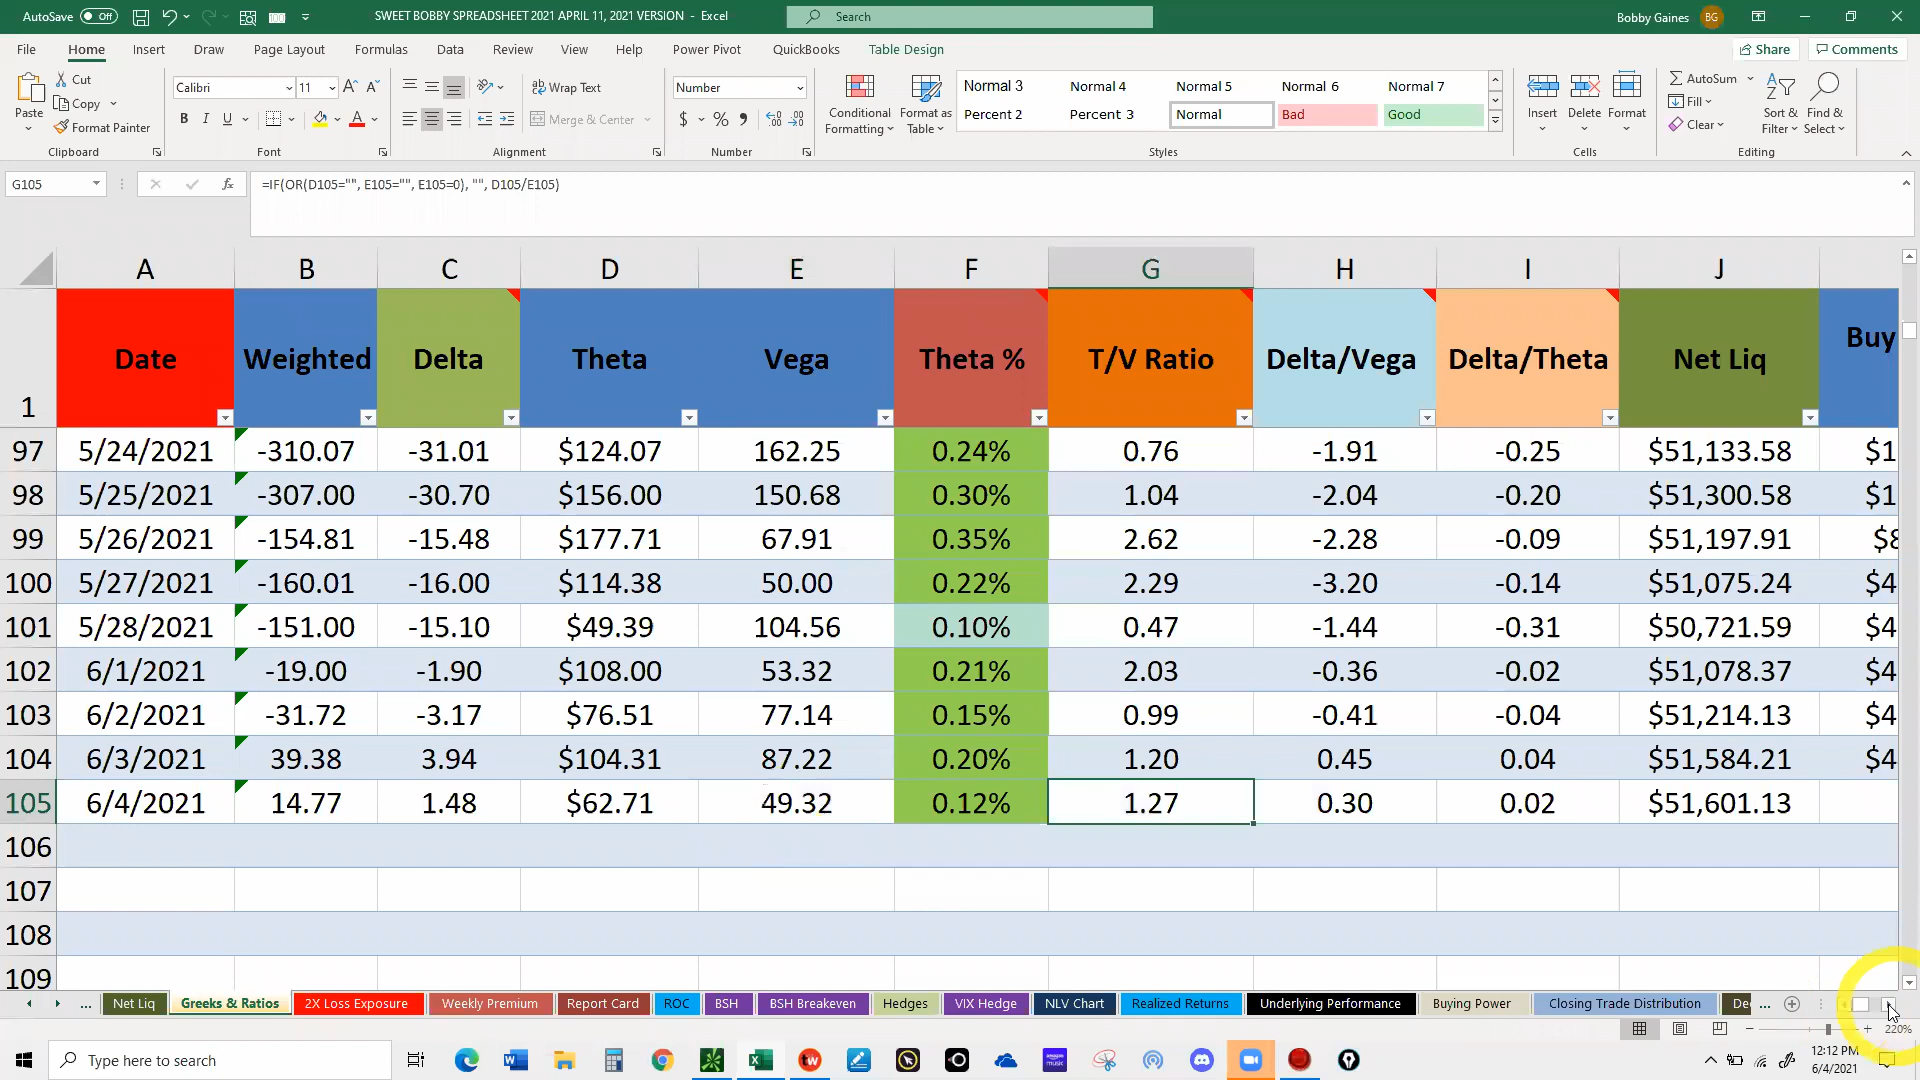 AutoSave Off SWEET BOBBY SPREADSHEET 2021 APRIL 11, 2021 VERSION - Excel Search Bobby Gaines BG
File Home Insert Draw Page Layout Formulas Data Review View Help Power Pivot QuickBooks Table Design Share Comments
Paste Cut Copy Format Painter
Calibri 11
B I U
Wrap Text
Merge & Center
Number
$ % 9
Conditional Formatting Format as Table
Normal 3 Normal 4 Normal 5 Normal 6 Normal 7
Percent 2 Percent 3 Normal Bad Good
Insert Delete Format
AutoSum Fill Clear
Sort & Filter Find & Select
Clipboard Font Alignment Number Styles Cells Editing
G105 fx =IF(OR(D105="", E105="", E105=0), "", D105/E105)
A B C D E F G H I J
1 Date Weighted Delta Theta Vega Theta % T/V Ratio Delta/Vega Delta/Theta Net Liq Buy
97 5/24/2021 -310.07 -31.01 $124.07 162.25 0.24% 0.76 -1.91 -0.25 $51,133.58 $1
98 5/25/2021 -307.00 -30.70 $156.00 150.68 0.30% 1.04 -2.04 -0.20 $51,300.58 $1
99 5/26/2021 -154.81 -15.48 $177.71 67.91 0.35% 2.62 -2.28 -0.09 $51,197.91 $8
100 5/27/2021 -160.01 -16.00 $114.38 50.00 0.22% 2.29 -3.20 -0.14 $51,075.24 $4
101 5/28/2021 -151.00 -15.10 $49.39 104.56 0.10% 0.47 -1.44 -0.31 $50,721.59 $4
102 6/1/2021 -19.00 -1.90 $108.00 53.32 0.21% 2.03 -0.36 -0.02 $51,078.37 $4
103 6/2/2021 -31.72 -3.17 $76.51 77.14 0.15% 0.99 -0.41 -0.04 $51,214.13 $4
104 6/3/2021 39.38 3.94 $104.31 87.22 0.20% 1.20 0.45 0.04 $51,584.21 $4
105 6/4/2021 14.77 1.48 $62.71 49.32 0.12% 1.27 0.30 0.02 $51,601.13
106
107
108
109
... Net Liq Greeks & Ratios 2X Loss Exposure Weekly Premium Report Card ROC BSH BSH Breakeven Hedges VIX Hedge NLV Chart Realized Returns Underlying Performance Buying Power Closing Trade Distribution De ...
220%
Type here to search
12:12 PM
6/4/2021